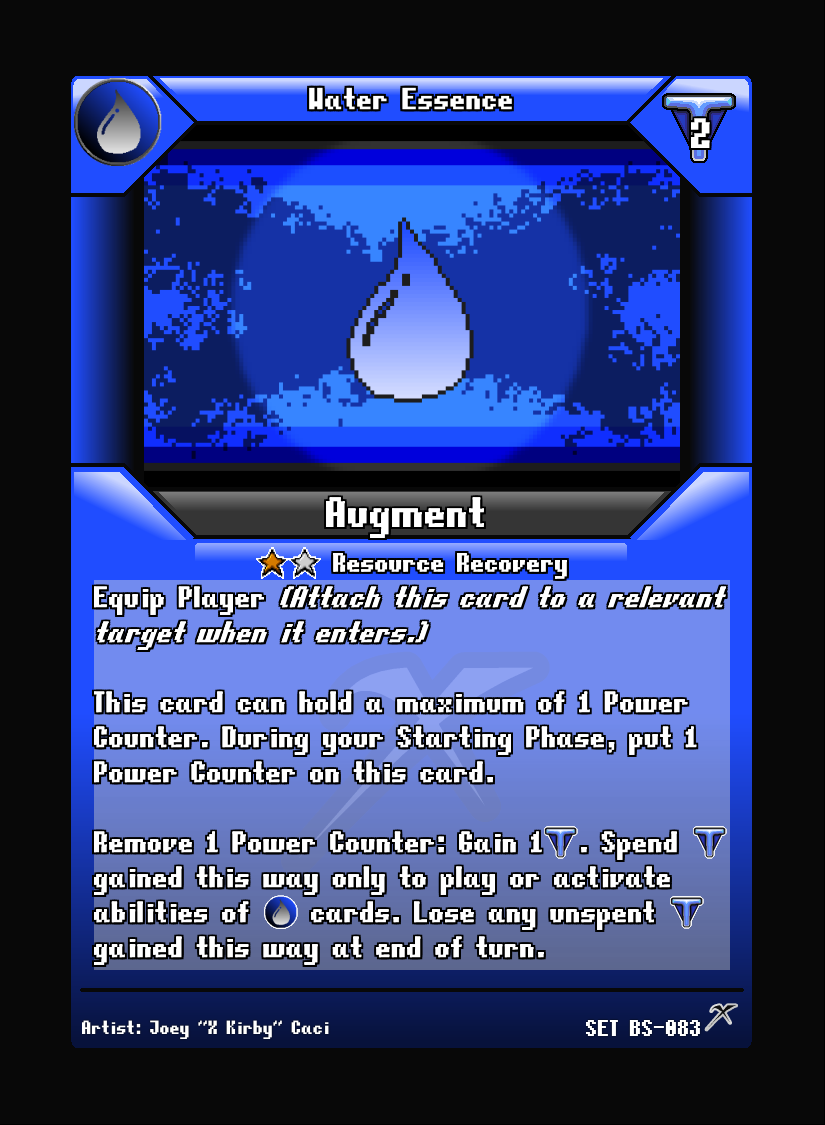 Water Essence
2
Augment
Resource Recovery
Equip Player (Attach this card to a relevant
target when it enters.)
This card can hold a maximum of 1 Power
Counter. During your Starting Phase, put 1
Power Counter on this card.
Remove 1 Power Counter: Gain 1 . Spend
gained this way only to play or activate
abilities of cards. Lose any unspent
gained this way at end of turn.
Artist: Joey "X Kirby" Caci
SET BS-083